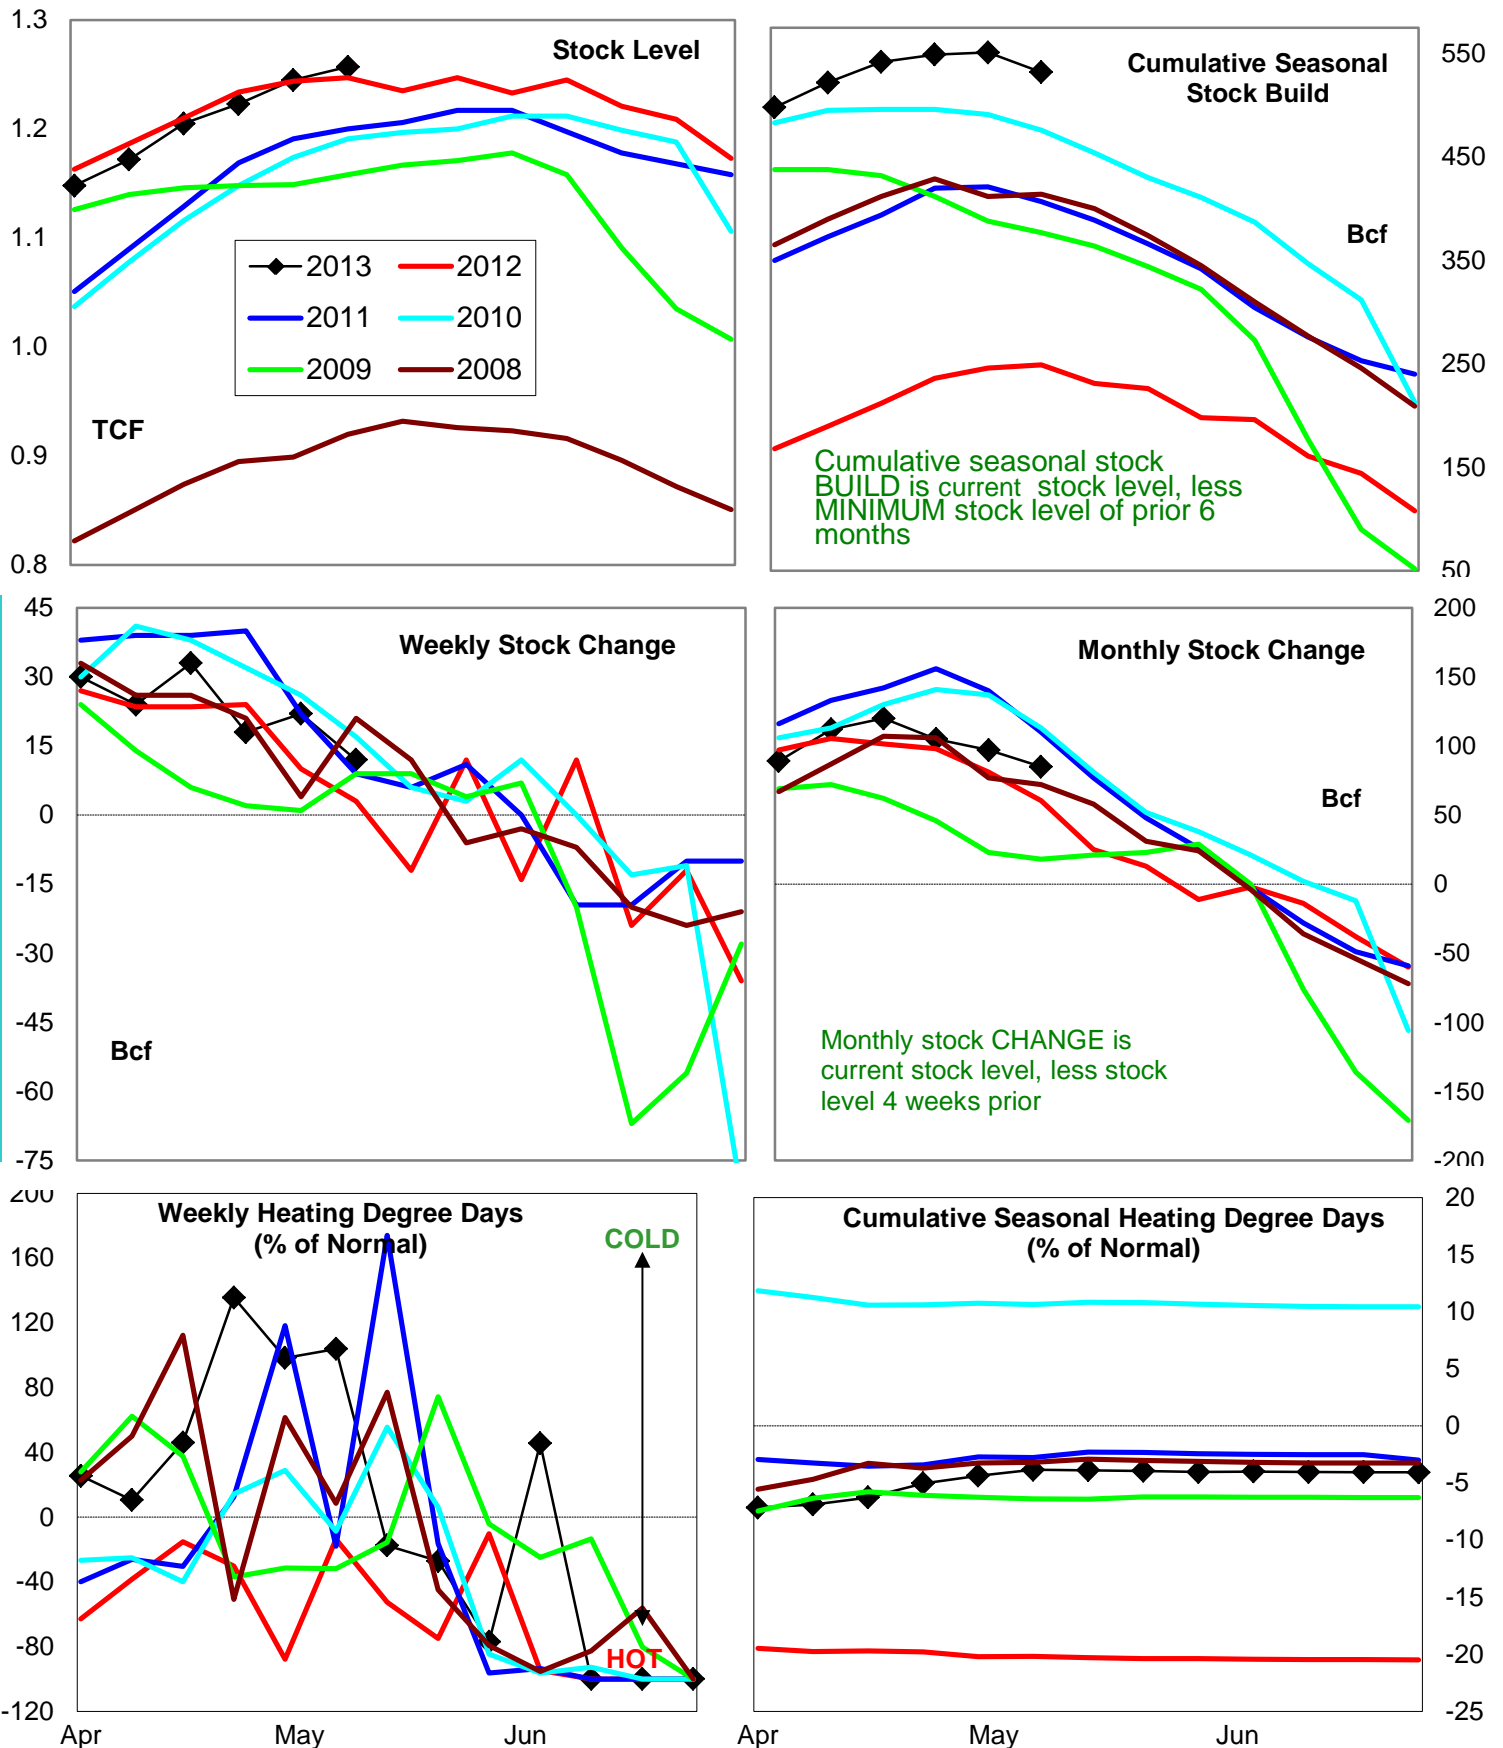 1.3
1.2
1.1
1.0
0.9
0.8
Stock Level
2013
2012
2011
2010
2009
2008
TCF
Cumulative Seasonal
Stock Build
Bcf
Cumulative seasonal stock
BUILD is current stock level, less
MINIMUM stock level of prior 6
months
550
450
350
250
150
50
45
30
15
0
-15
-30
-45
-60
-75
Weekly Stock Change
Bcf
Monthly Stock Change
Bcf
Monthly stock CHANGE is
current stock level, less stock
level 4 weeks prior
200
150
100
50
0
-50
-100
-150
-200
200
160
120
80
40
0
-40
-80
-120
Weekly Heating Degree Days
(% of Normal)
COLD
HOT
Apr
May
Jun
Cumulative Seasonal Heating Degree Days
(% of Normal)
20
15
10
5
0
-5
-10
-15
-20
-25
Apr
May
Jun